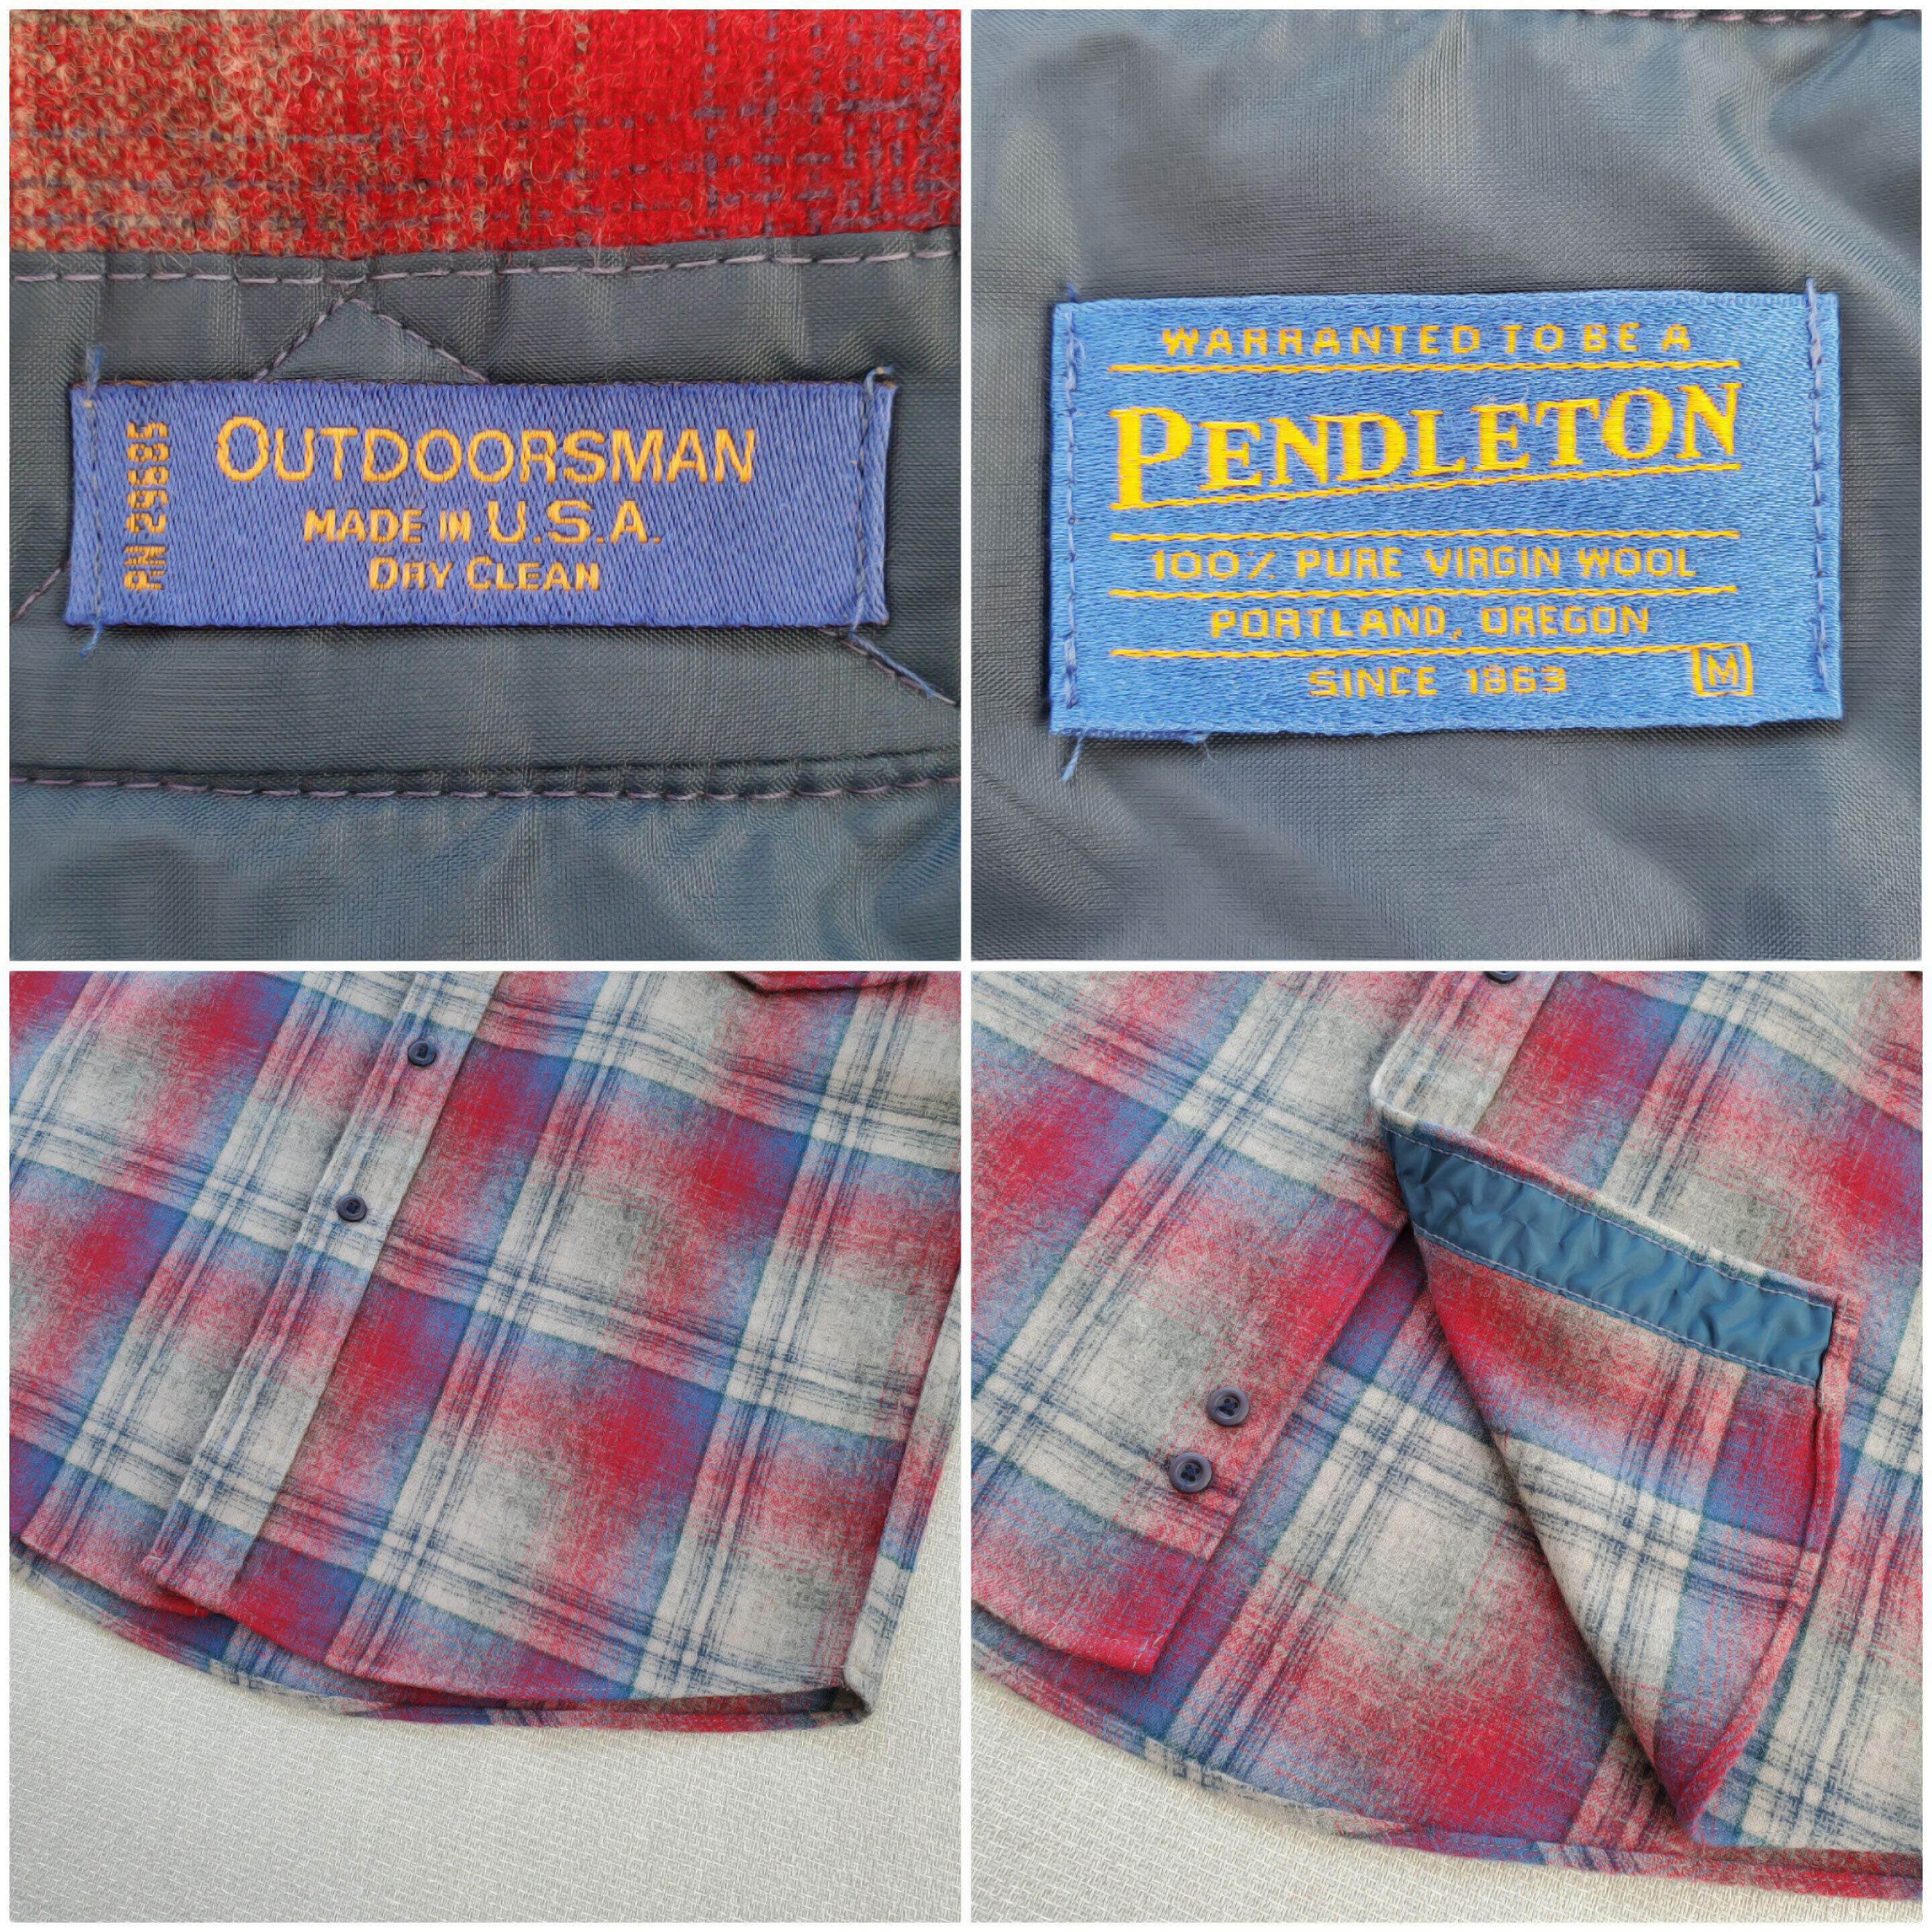 RN 29685
OUTDOORSMAN
MADE IN U.S.A.
DRY CLEAN
WARRANTED TO BE A
PENDLETON
100% PURE VIRGIN WOOL
PORTLAND, OREGON
SINCE 1863 M